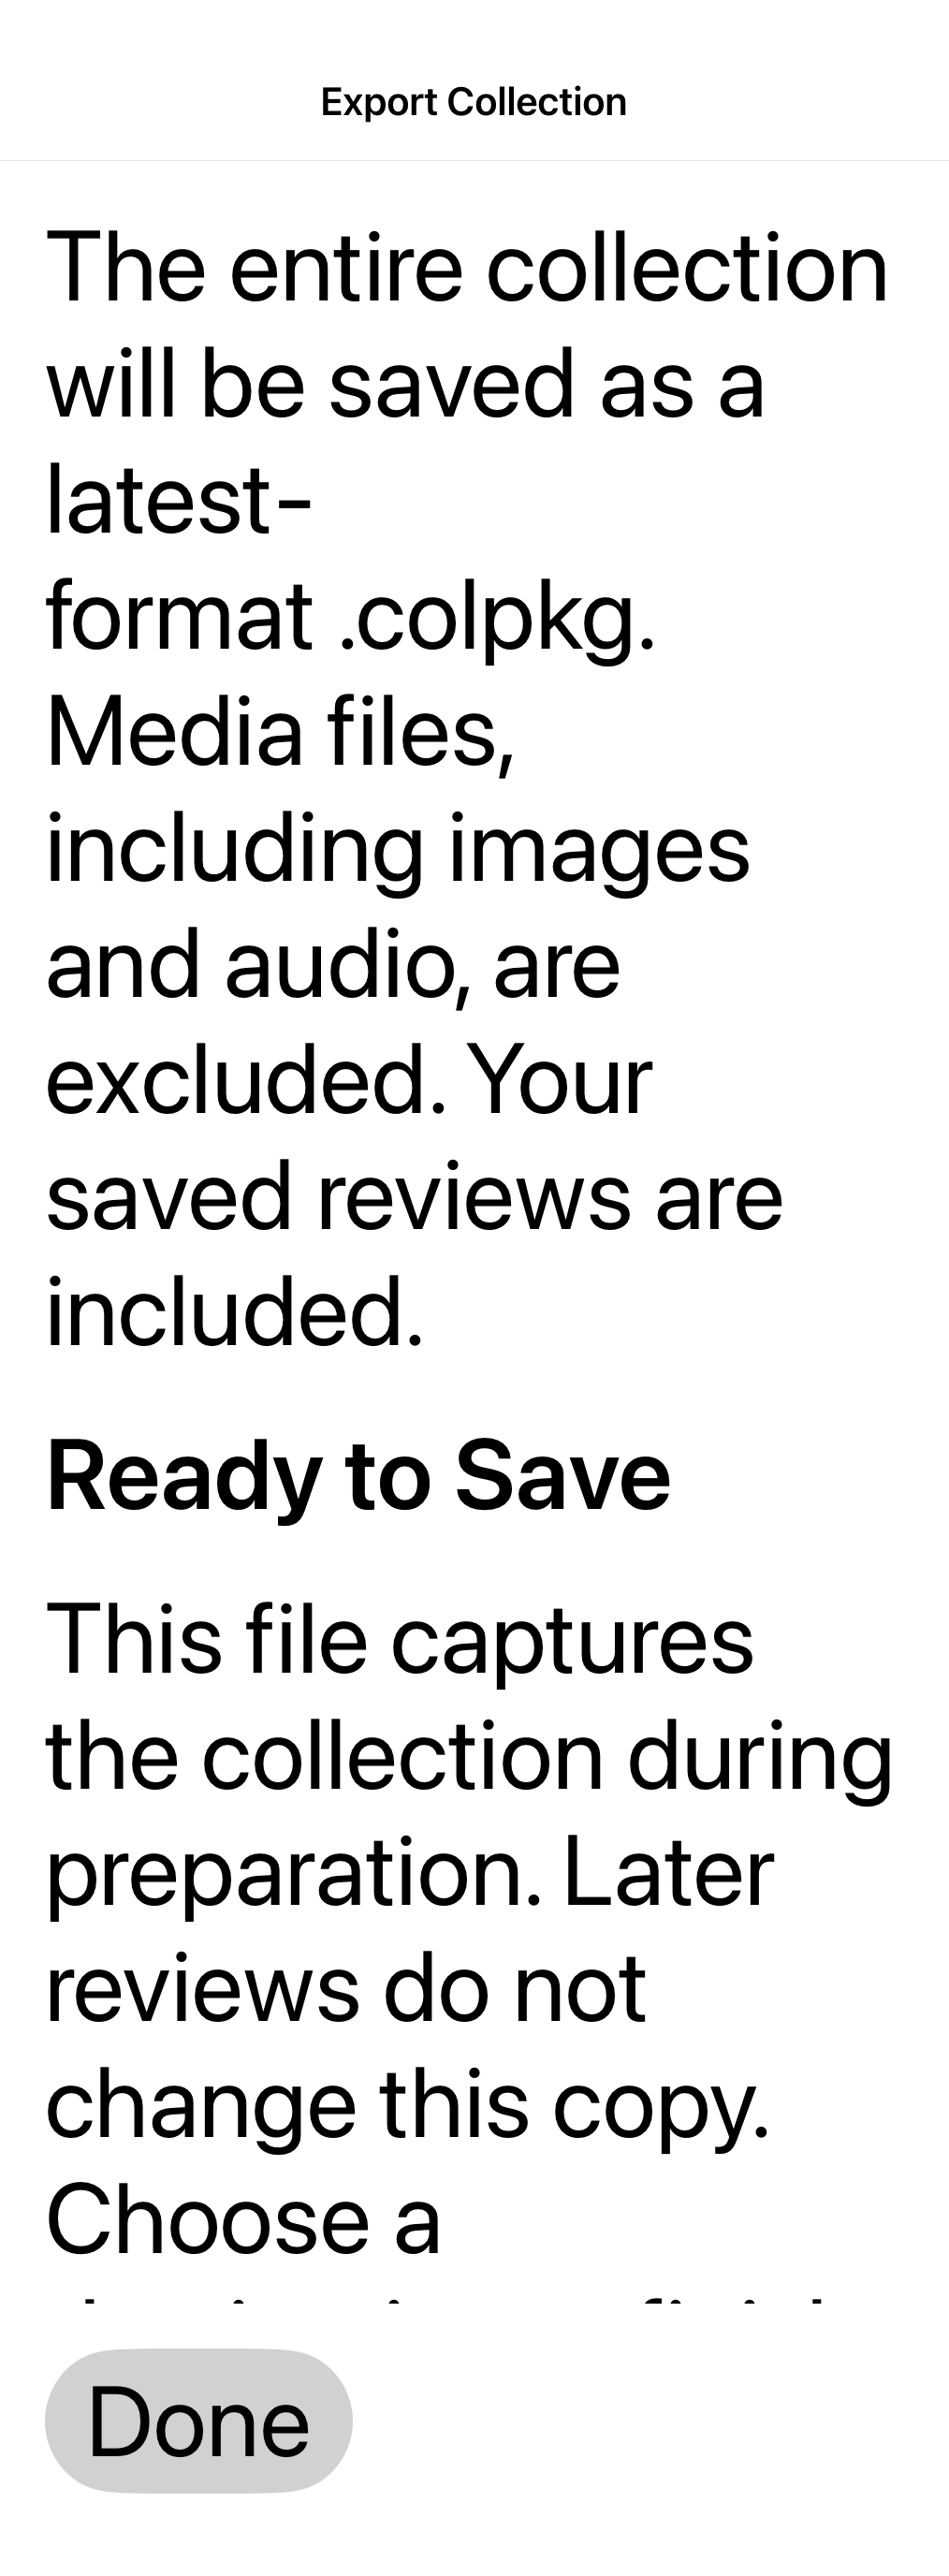 Export Collection
The entire collection
will be saved as a
latest-
format .colpkg.
Media files,
including images
and audio, are
excluded. Your
saved reviews are
included.
Ready to Save
This file captures
the collection during
preparation. Later
reviews do not
change this copy.
Choose a
Done